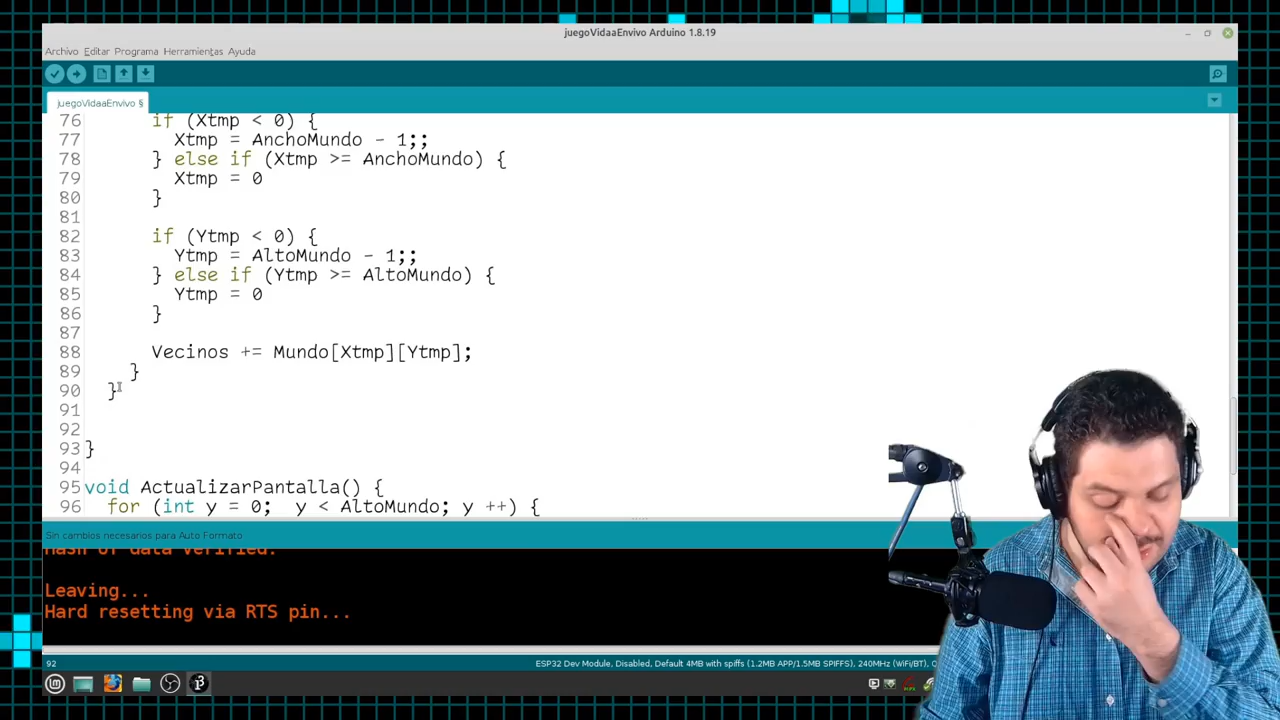 juegoVidaaEnvivo Arduino 1.8.19
Archivo Editar Programa Herramientas Ayuda
juegoVidaaEnvivo §
76 if (Xtmp < 0) {
77 Xtmp = AnchoMundo - 1;;
78 } else if (Xtmp >= AnchoMundo) {
79 Xtmp = 0
80 }
81
82 if (Ytmp < 0) {
83 Ytmp = AltoMundo - 1;;
84 } else if (Ytmp >= AltoMundo) {
85 Ytmp = 0
86 }
87
88 Vecinos += Mundo[Xtmp][Ytmp];
89 }
90 }
91
92
93 }
94
95 void ActualizarPantalla() {
96 for (int y = 0; y < AltoMundo; y ++) {
Sin cambios necesarios para Auto Formato
Hash of data verified.
Leaving...
Hard resetting via RTS pin...
92 ESP32 Dev Module, Disabled, Default 4MB with spiffs (1.2MB APP/1.5MB SPIFFS), 240MHz (WiFi/BT),